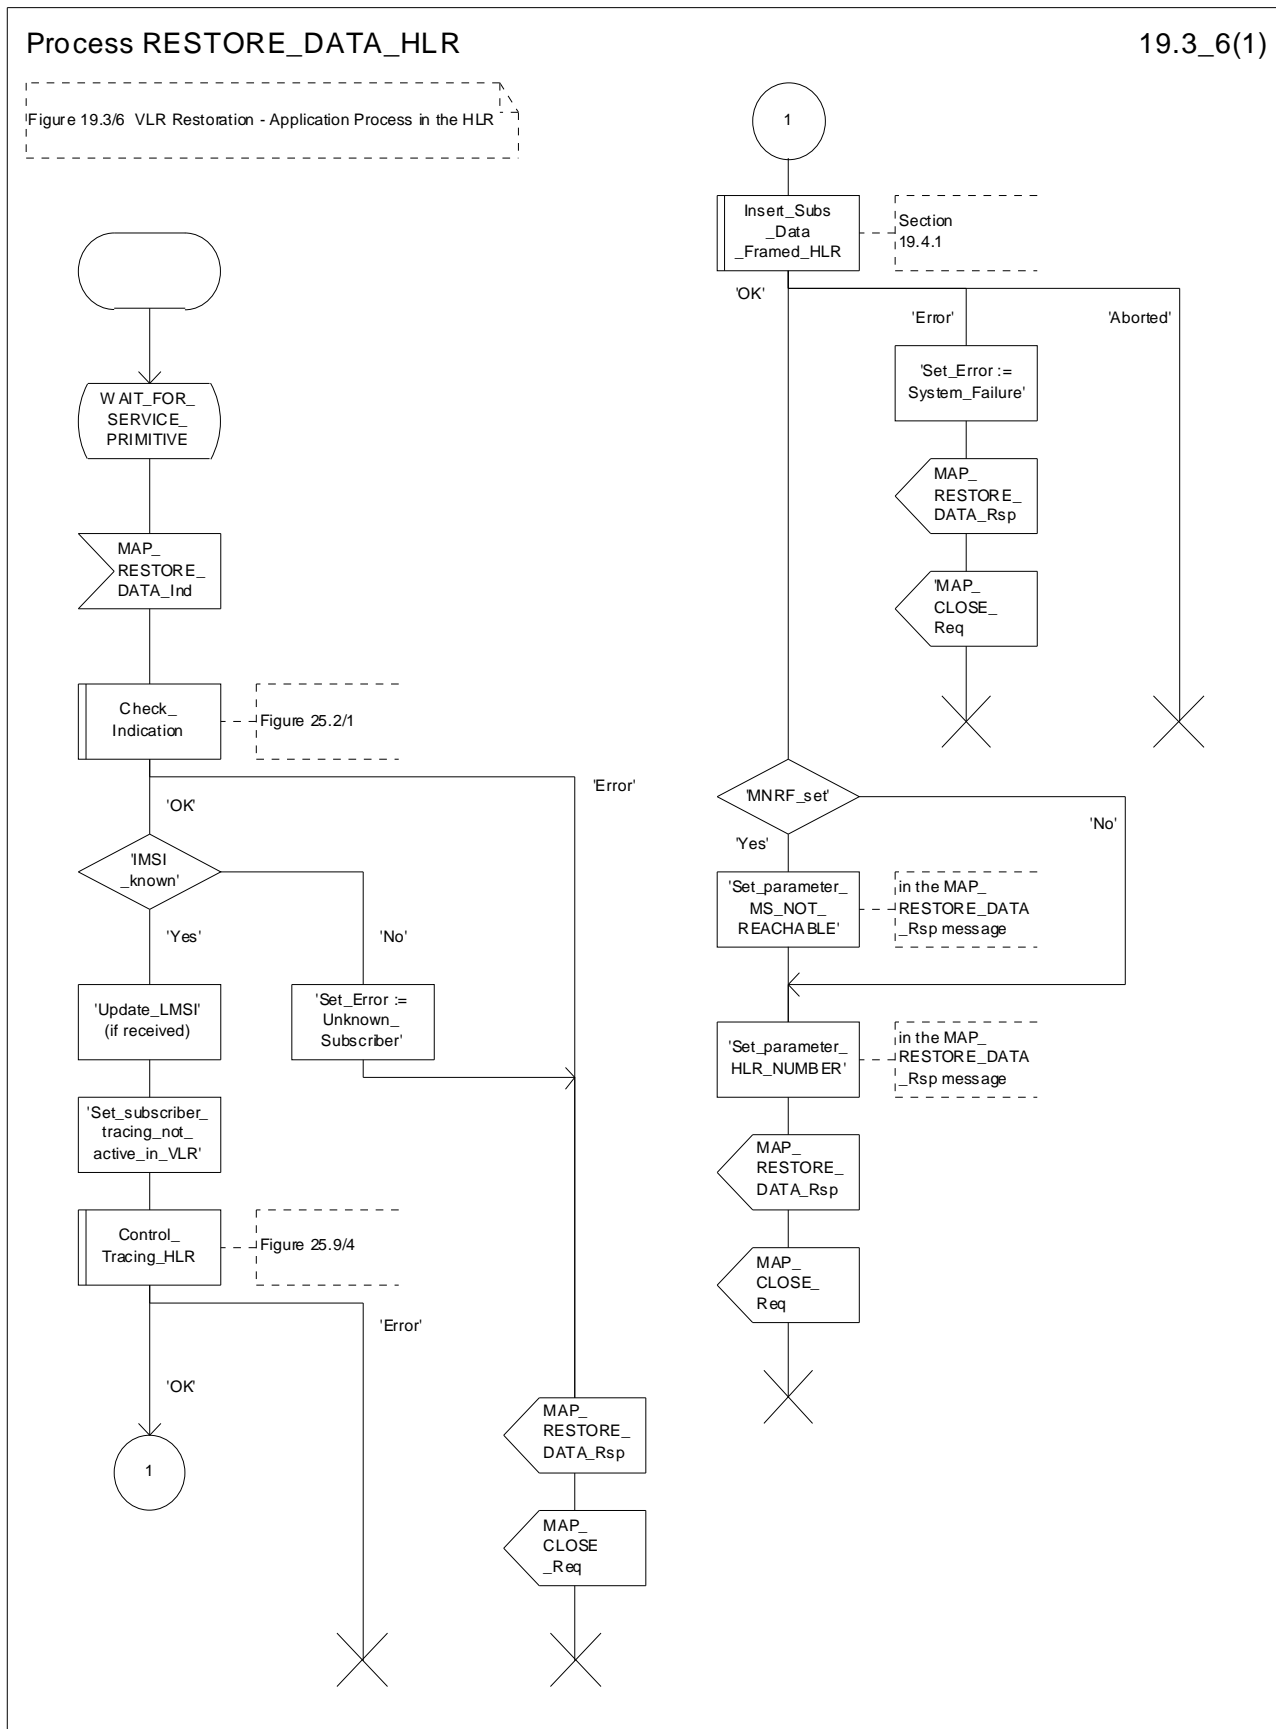 Process RESTORE_DATA_HLR
19.3_6(1)
Figure 19.3/6 VLR Restoration - Application Process in the HLR
WAIT_FOR_
SERVICE_
PRIMITIVE
MAP_
RESTORE_
DATA_Ind
Check_
Indication
Figure 25.2/1
'Error'
'OK'
'IMSI
_known'
'Yes'
'No'
'Update_LMSI'
(if received)
'Set_Error :=
Unknown_
Subscriber'
'Set_subscriber_
tracing_not_
active_in_VLR'
Control_
Tracing_HLR
Figure 25.9/4
'Error'
'OK'
1
MAP_
RESTORE_
DATA_Rsp
MAP_
CLOSE
_Req
1
Insert_Subs
_Data
_Framed_HLR
Section
19.4.1
'OK'
'Error'
'Aborted'
'Set_Error :=
System_Failure'
MAP_
RESTORE_
DATA_Rsp
'MAP_
CLOSE_
Req
'MNRF_set'
'No'
'Yes'
'Set_parameter_
MS_NOT_
REACHABLE'
in the MAP_
RESTORE_DATA
_Rsp message
'Set_parameter_
HLR_NUMBER'
in the MAP_
RESTORE_DATA
_Rsp message
MAP_
RESTORE_
DATA_Rsp
MAP_
CLOSE_
Req